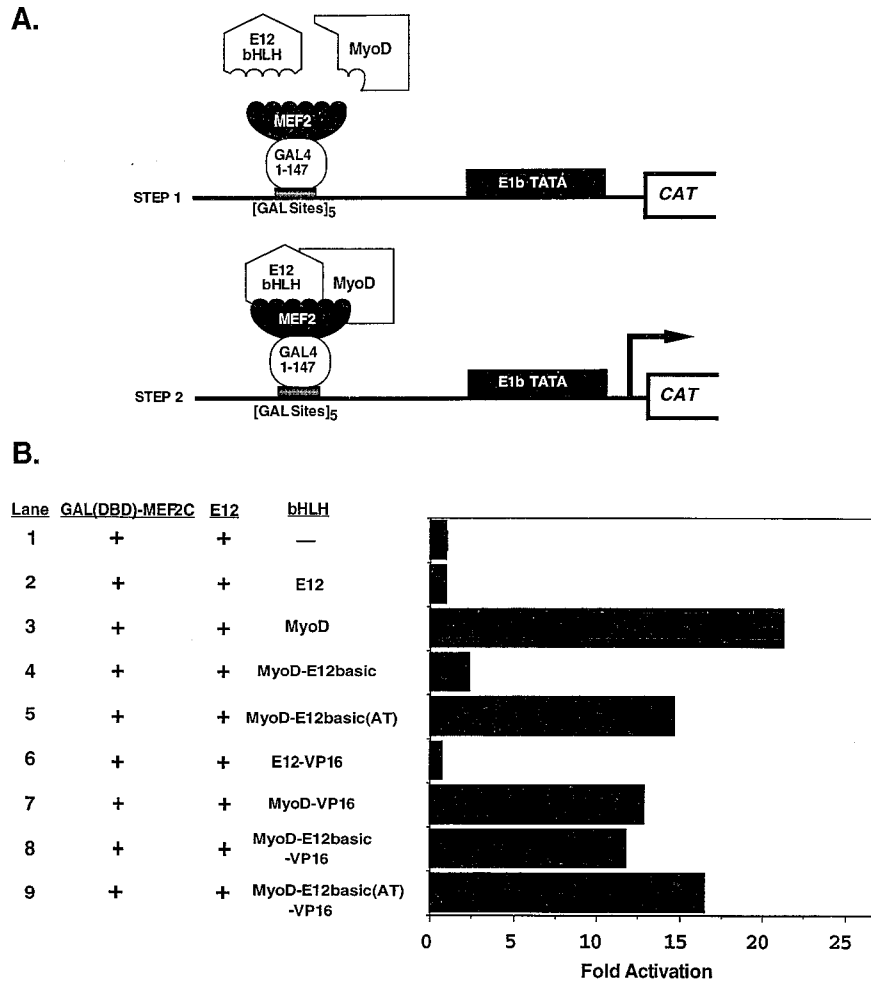 A.
E12
bHLH
MyoD
MEF2
GAL4
1-147
E1b TATA
CAT
STEP 1
[GAL Sites]5
E12
bHLH
MyoD
MEF2
GAL4
1-147
E1b TATA
CAT
STEP 2
[GAL Sites]5
B.
Lane GAL(DBD)-MEF2C E12 bHLH
1 + + —
2 + + E12
3 + + MyoD
4 + + MyoD-E12basic
5 + + MyoD-E12basic(AT)
6 + + E12-VP16
7 + + MyoD-VP16
8 + + MyoD-E12basic
-VP16
9 + + MyoD-E12basic(AT)
-VP16
0 5 10 15 20 25
Fold Activation